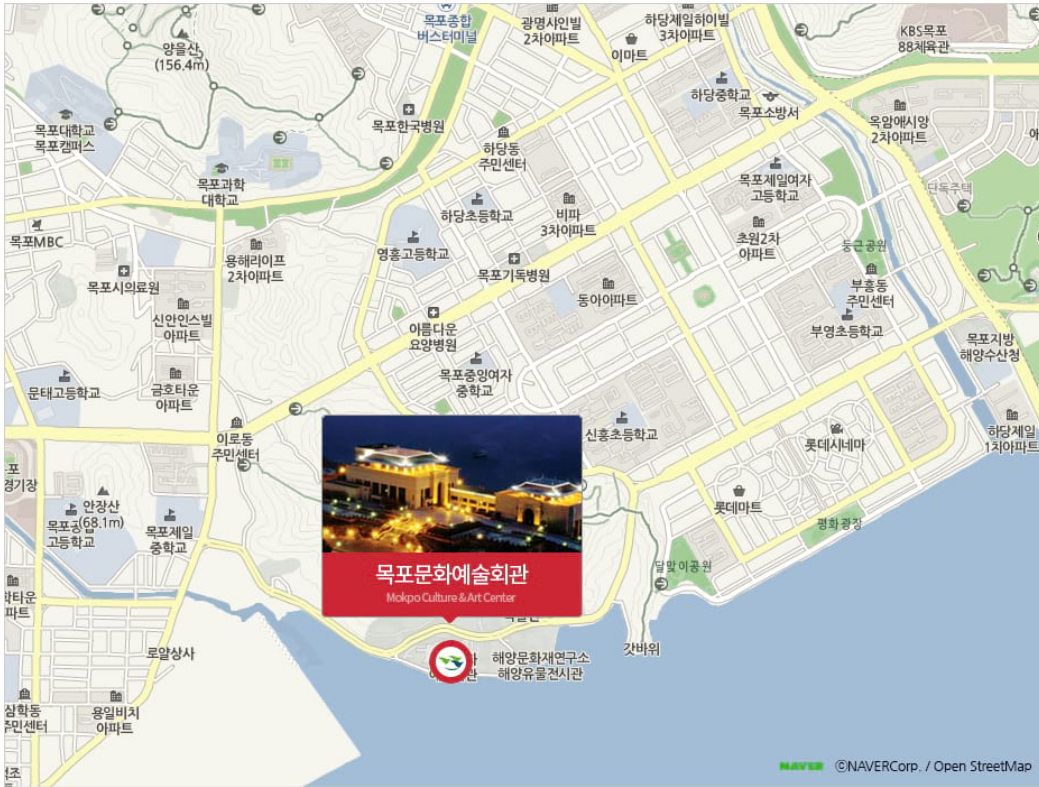 목포종합
버스터미널
광명샤인빌
2차아파트
이마트
하당제일하이빌
3차아파트
KBS목포
88체육관
양을산
(156.4m)
하당중학교
목포소방서
옥암애시앙
2차아파트
목포대학교
목포캠퍼스
목포한국병원
하당동
주민센터
목포과학
대학교
목포제일여자
고등학교
단독주택
하당초등학교
비파
3차아파트
초원2차
아파트
둥근공원
목포MBC
용해리이프
2차아파트
영흥고등학교
목포기독병원
목포시의료원
동아아파트
부흥동
주민센터
신안인스빌
아파트
아름다운
요양병원
부영초등학교
목포지방
해양수산청
목포중앙여자
중학교
문태고등학교
금호타운
아파트
이로동
주민센터
신흥초등학교
롯데시네마
하당제일
1차아파트
경기장
안장산
(68.1m)
고등학교
목포제일
중학교
롯데마트
평화광장
목포문화예술회관
Mokpo Culture & Art Center
달맞이공원
로얄상사
해양문화재연구소
해양유물전시관
갓바위
삼학동
주민센터
용일비치
아파트
NAVER ©NAVERCorp. / Open StreetMap